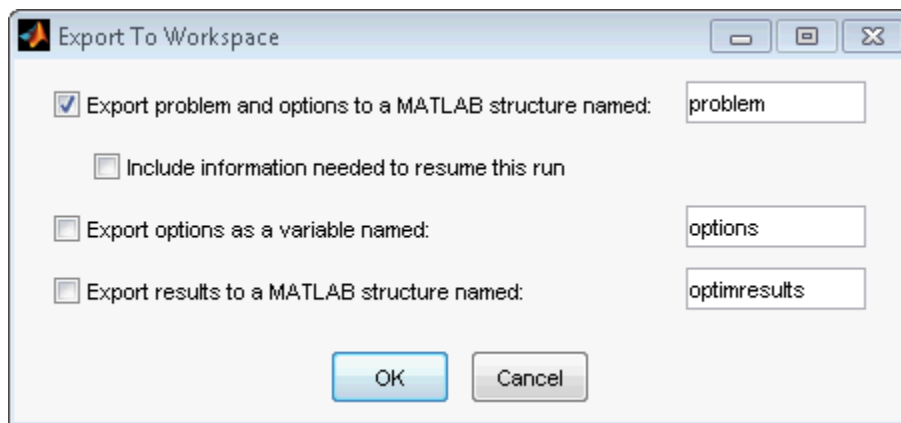 Export To Workspace
Export problem and options to a MATLAB structure named: problem
Include information needed to resume this run
Export options as a variable named: options
Export results to a MATLAB structure named: optimresults
OK Cancel